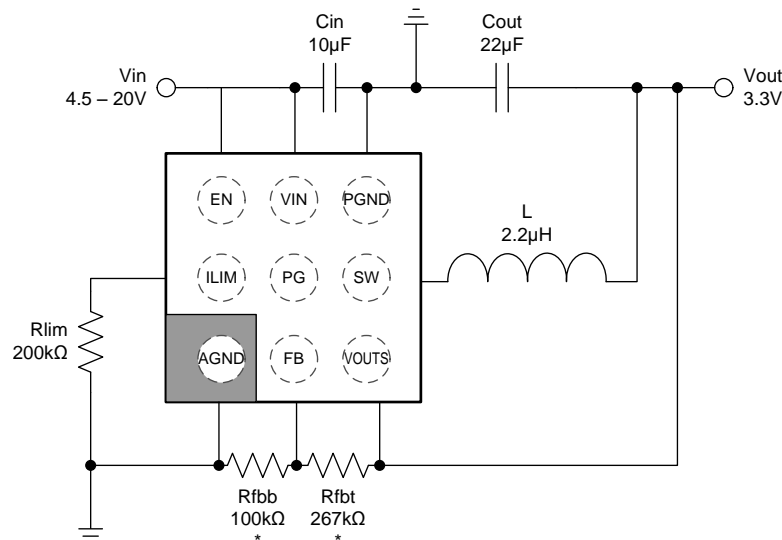 Cin
10µF
Cout
22µF
Vin
4.5 – 20V
Vout
3.3V
EN
VIN
PGND
L
2.2µH
ILIM
PG
SW
Rlim
200kΩ
AGND
FB
VOUTS
Rfbb
100kΩ
*
Rfbt
267kΩ
*